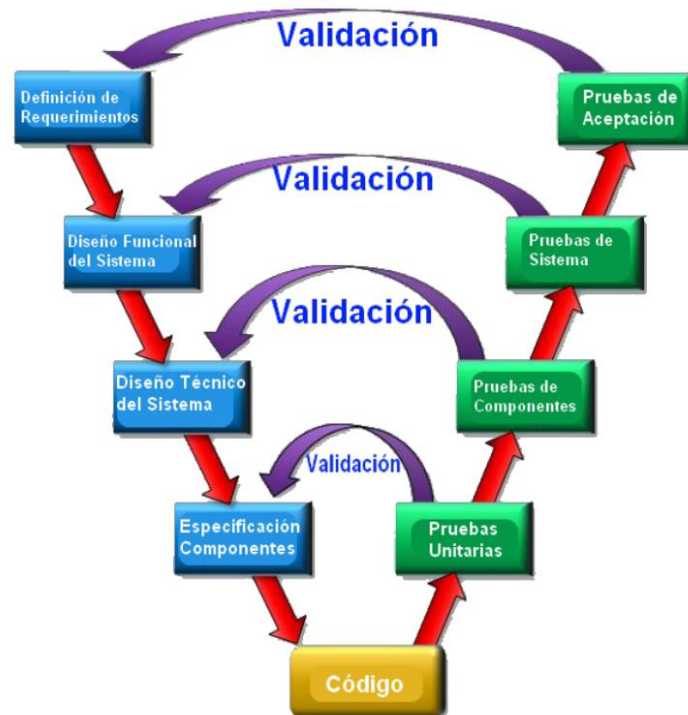 Validación
Definición de
Requerimientos
Pruebas de
Aceptación
Validación
Diseño Funcional
del Sistema
Pruebas de
Sistema
Validación
Diseño Técnico
del Sistema
Pruebas de
Componentes
Validación
Especificación
Componentes
Pruebas
Unitarias
Código